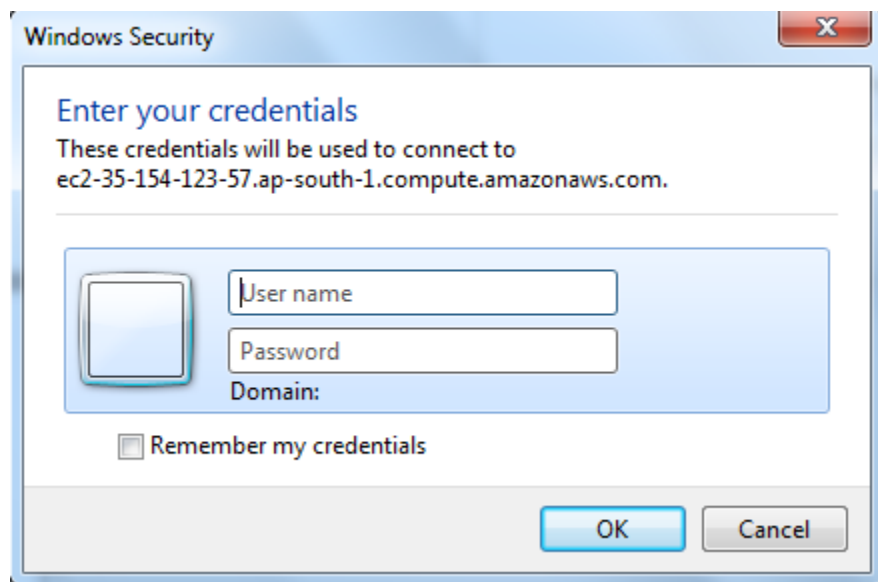 Windows Security
Enter your credentials
These credentials will be used to connect to
ec2-35-154-123-57.ap-south-1.compute.amazonaws.com.
User name
Password
Domain:
Remember my credentials
OK Cancel